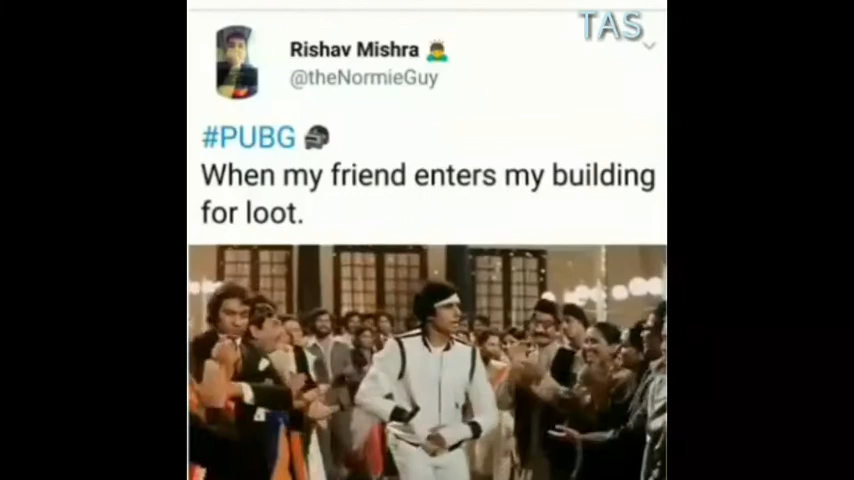 TAS
Rishav Mishra
@theNormieGuy
#PUBG
When my friend enters my building
for loot.